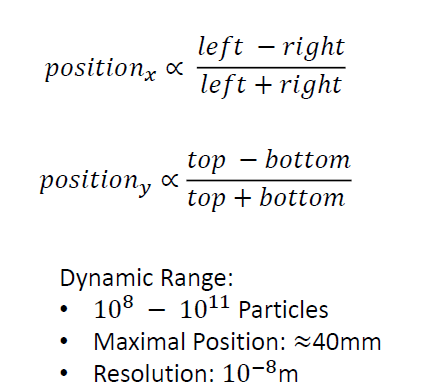 position_x ∝ (left − right)/(left + right)
position_y ∝ (top − bottom)/(top + bottom)
Dynamic Range:
• 10^8 − 10^11 Particles
• Maximal Position: ≈40mm
• Resolution: 10^-8m